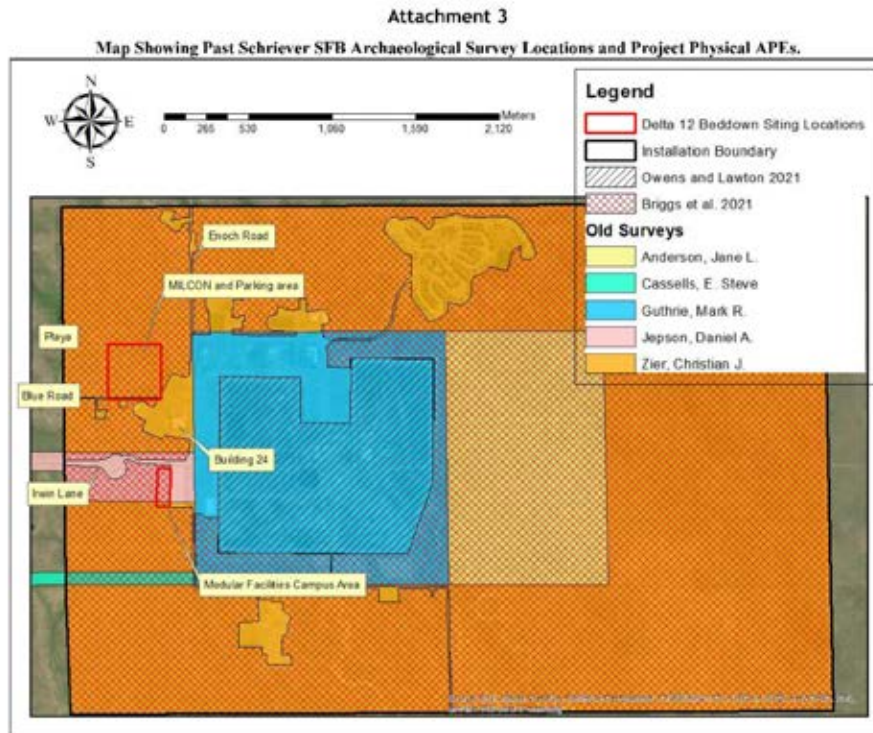 Attachment 3
Map Showing Past Schriever SFB Archaeological Survey Locations and Project Physical APEs.
N
W E
S
Meters
0 265 530 1,060 1,590 2,120
Legend
Delta 12 Beddown Siting Locations
Installation Boundary
Owens and Lawton 2021
Briggs et al. 2021
Old Surveys
Anderson, Jane L.
Cassells, E. Steve
Guthrie, Mark R.
Jepson, Daniel A.
Zier, Christian J.
Enoch Road
MILCON and Parking area
Playa
Blue Road
Building 24
Irwin Lane
Modular Facilities Campus Area